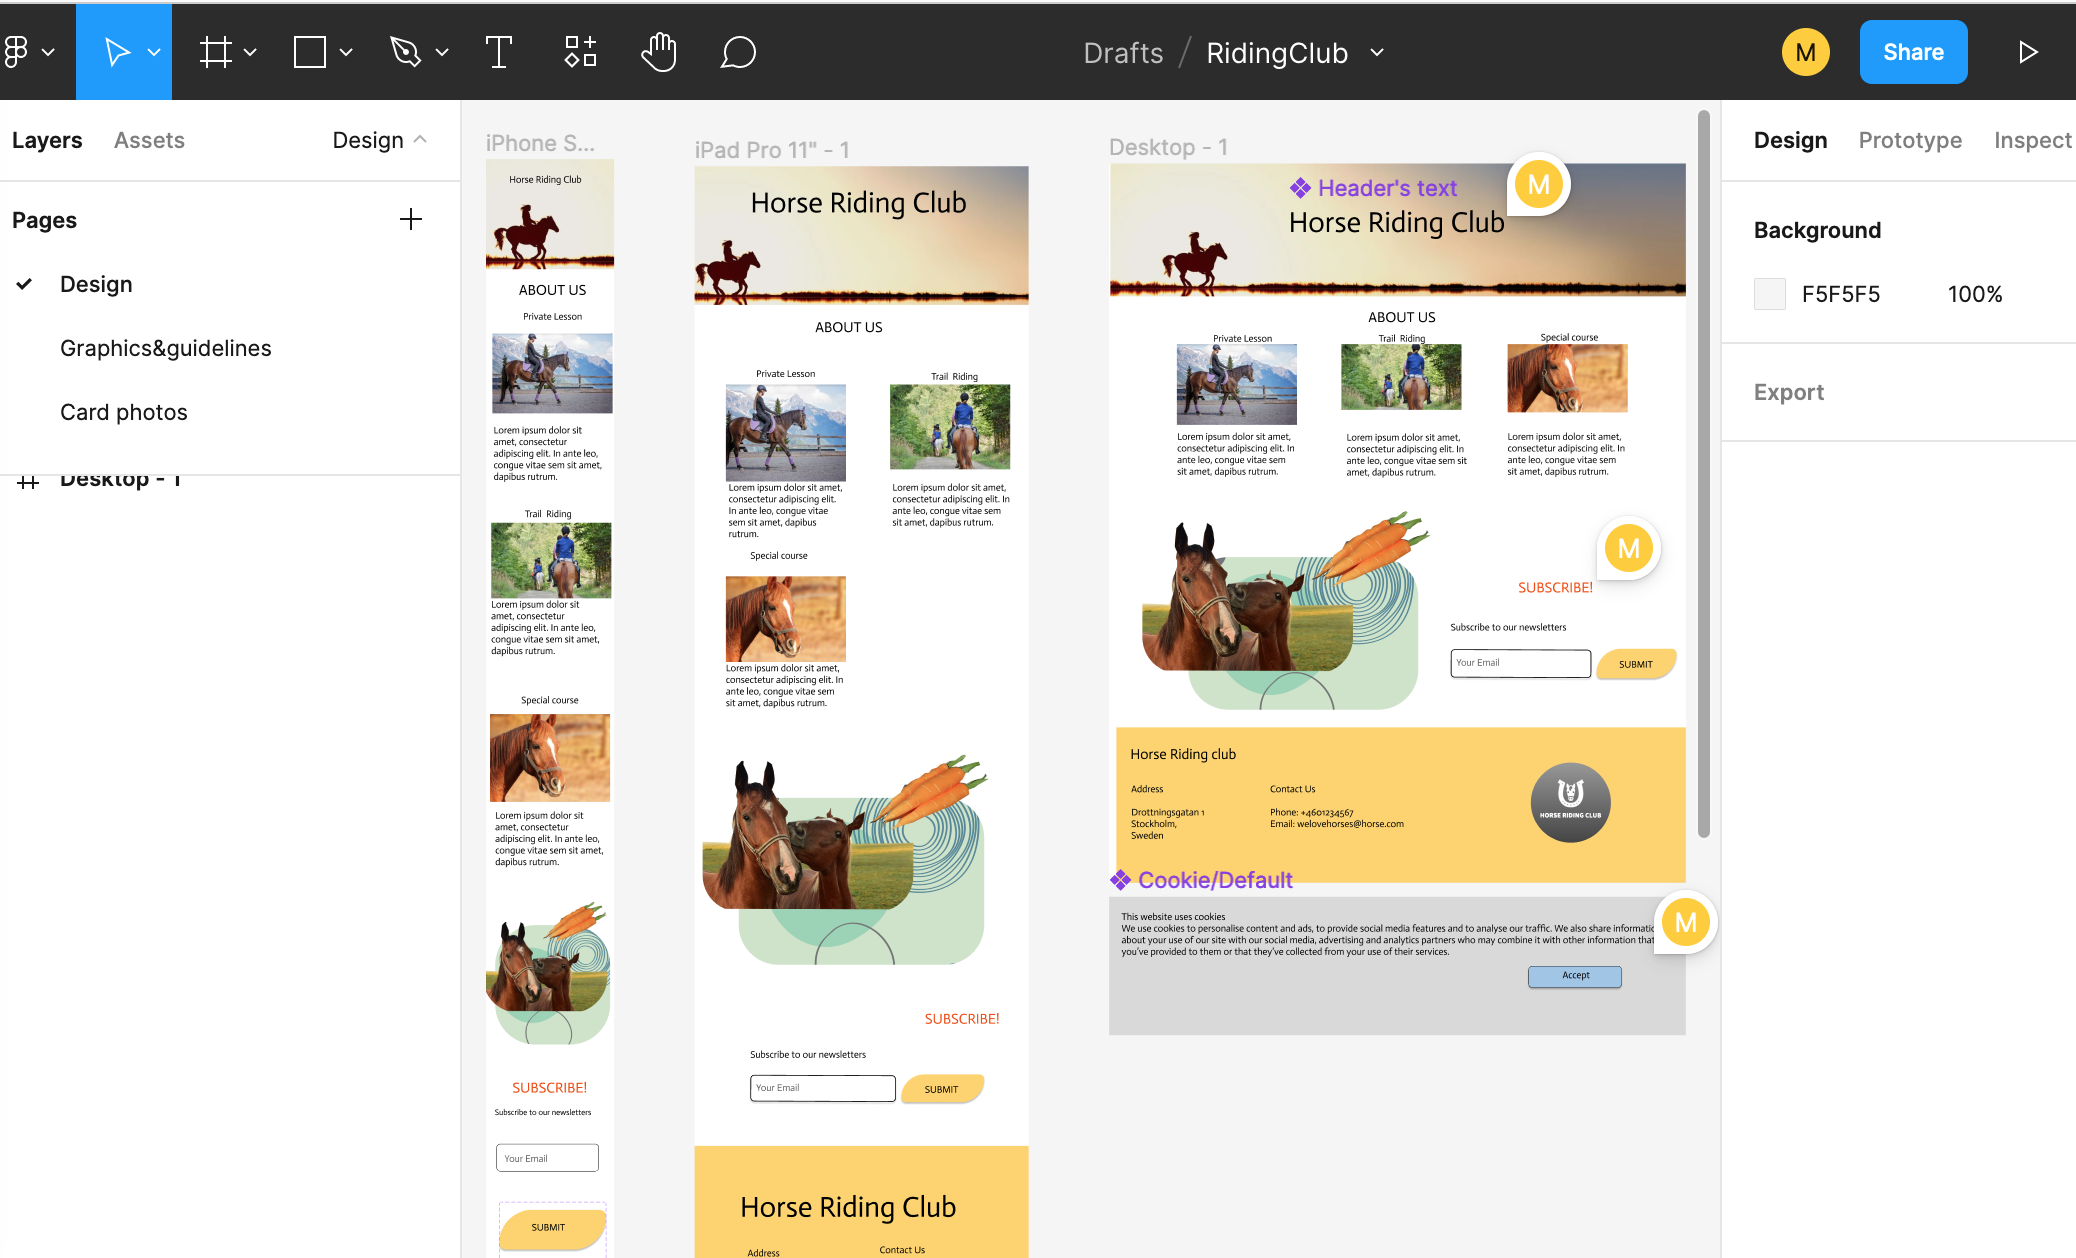 Drafts / RidingClub
M
Share
Layers
Assets
Design
Pages
Design
Graphics&guidelines
Card photos
Desktop - 1
iPhone S...
Horse Riding Club
ABOUT US
Private Lesson
Lorem ipsum dolor sit
amet, consectetur
adipiscing elit. In ante leo,
congue vitae sem sit amet,
dapibus rutrum.
Trail Riding
Lorem ipsum dolor sit
amet, consectetur
adipiscing elit. In ante leo,
congue vitae sem sit amet,
dapibus rutrum.
Special course
Lorem ipsum dolor sit
amet, consectetur
adipiscing elit. In ante leo,
congue vitae sem sit amet,
dapibus rutrum.
SUBSCRIBE!
Subscribe to our newsletters
Your Email
SUBMIT
iPad Pro 11" - 1
Horse Riding Club
ABOUT US
Private Lesson
Lorem ipsum dolor sit amet,
consectetur adipiscing elit.
In ante leo, congue vitae
sem sit amet, dapibus
rutrum.
Trail Riding
Lorem ipsum dolor sit amet,
consectetur adipiscing elit. In
ante leo, congue vitae sem
sit amet, dapibus rutrum.
Special course
Lorem ipsum dolor sit amet,
consectetur adipiscing elit. In
ante leo, congue vitae sem
sit amet, dapibus rutrum.
SUBSCRIBE!
Subscribe to our newsletters
Your Email
SUBMIT
Horse Riding Club
Address
Contact Us
Desktop - 1
Header's text
M
Horse Riding Club
ABOUT US
Private Lesson
Lorem ipsum dolor sit amet,
consectetur adipiscing elit. In
ante leo, congue vitae sem
sit amet, dapibus rutrum.
Trail Riding
Lorem ipsum dolor sit amet,
consectetur adipiscing elit. In
ante leo, congue vitae sem sit
amet, dapibus rutrum.
Special course
Lorem ipsum dolor sit amet,
consectetur adipiscing elit. In
ante leo, congue vitae sem
sit amet, dapibus rutrum.
M
SUBSCRIBE!
Subscribe to our newsletters
Your Email
SUBMIT
Horse Riding club
Address
Drottningsgatan 1
Stockholm,
Sweden
Contact Us
Phone: +4601234567
Email: welovehorses@horse.com
HORSE RIDING CLUB
Cookie/Default
M
This website uses cookies
We use cookies to personalise content and ads, to provide social media features and to analyse our traffic. We also share informatio
about your use of our site with our social media, advertising and analytics partners who may combine it with other information that
you've provided to them or that they've collected from your use of their services.
Accept
Design
Prototype
Inspect
Background
F5F5F5
100%
Export